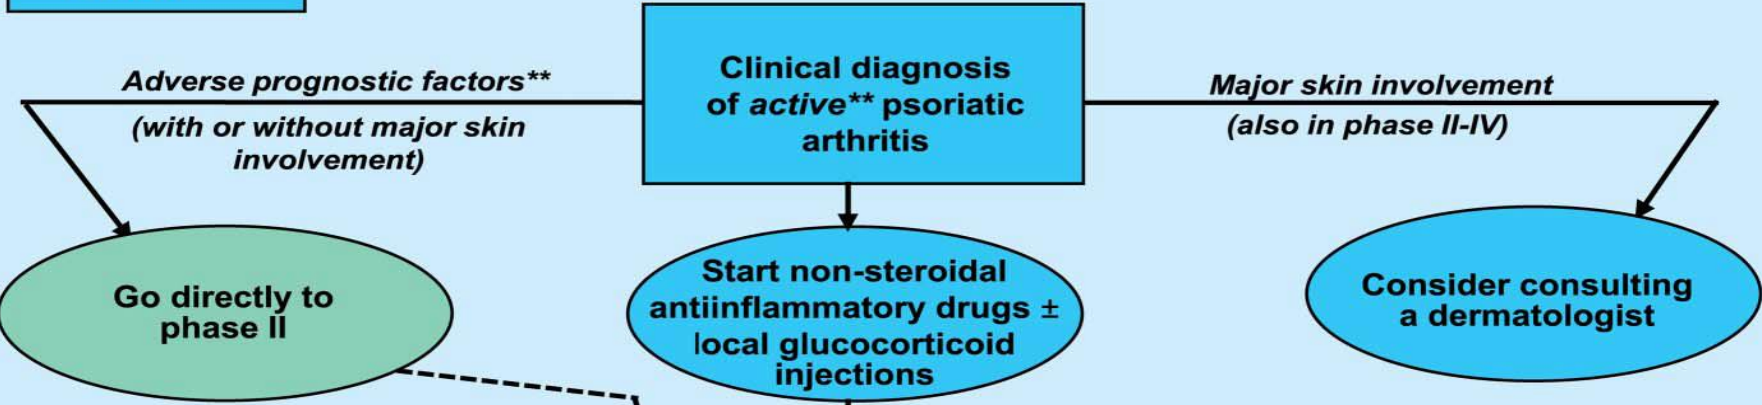 Adverse prognostic factors**
(with or without major skin
involvement)
Clinical diagnosis
of active** psoriatic
arthritis
Major skin involvement
(also in phase II-IV)
Go directly to
phase II
Start non-steroidal
antiinflammatory drugs ±
local glucocorticoid
injections
Consider consulting
a dermatologist